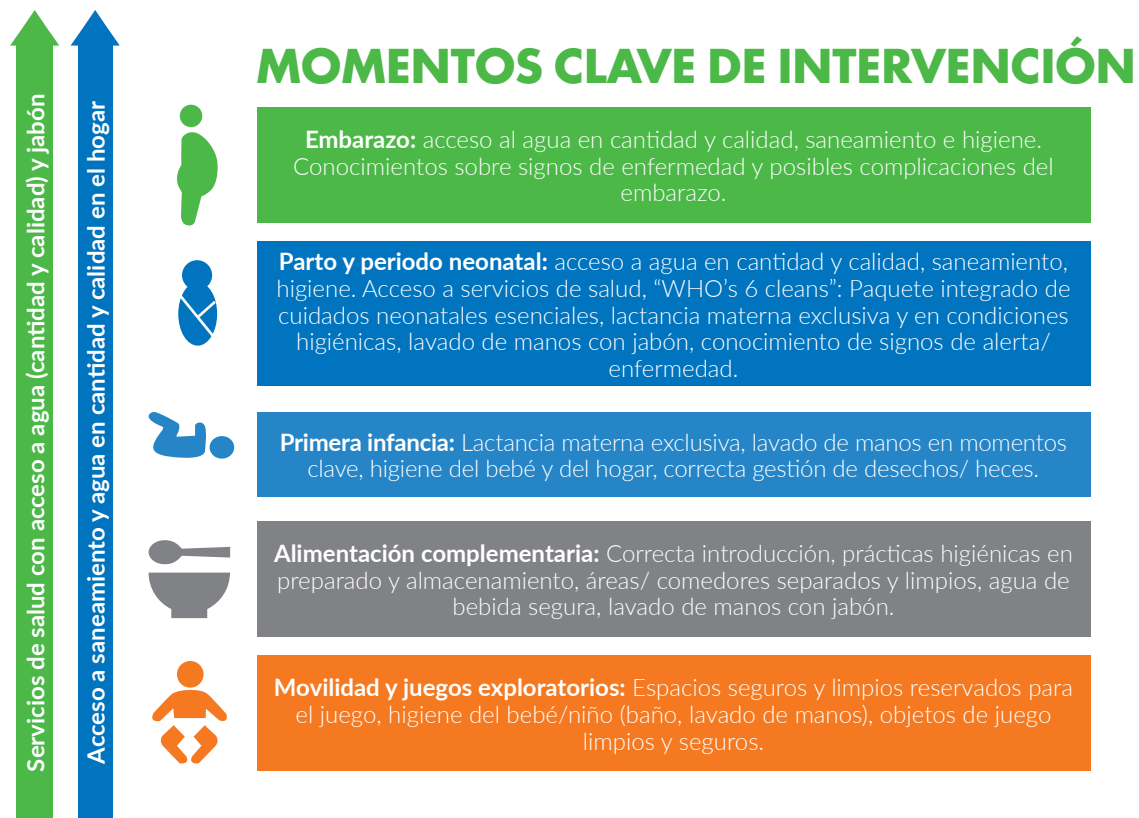 MOMENTOS CLAVE DE INTERVENCIÓN
Servicios de salud con acceso a agua (cantidad y calidad) y jabón
Acceso a saneamiento y agua en cantidad y calidad en el hogar
Embarazo: acceso al agua en cantidad y calidad, saneamiento e higiene.
Conocimientos sobre signos de enfermedad y posibles complicaciones del
embarazo.
Parto y periodo neonatal: acceso a agua en cantidad y calidad, saneamiento,
higiene. Acceso a servicios de salud, “WHO’s 6 cleans”: Paquete integrado de
cuidados neonatales esenciales, lactancia materna exclusiva y en condiciones
higiénicas, lavado de manos con jabón, conocimiento de signos de alerta/
enfermedad.
Primera infancia: Lactancia materna exclusiva, lavado de manos en momentos
clave, higiene del bebé y del hogar, correcta gestión de desechos/ heces.
Alimentación complementaria: Correcta introducción, prácticas higiénicas en
preparado y almacenamiento, áreas/ comedores separados y limpios, agua de
bebida segura, lavado de manos con jabón.
Movilidad y juegos exploratorios: Espacios seguros y limpios reservados para
el juego, higiene del bebé/niño (baño, lavado de manos), objetos de juego
limpios y seguros.